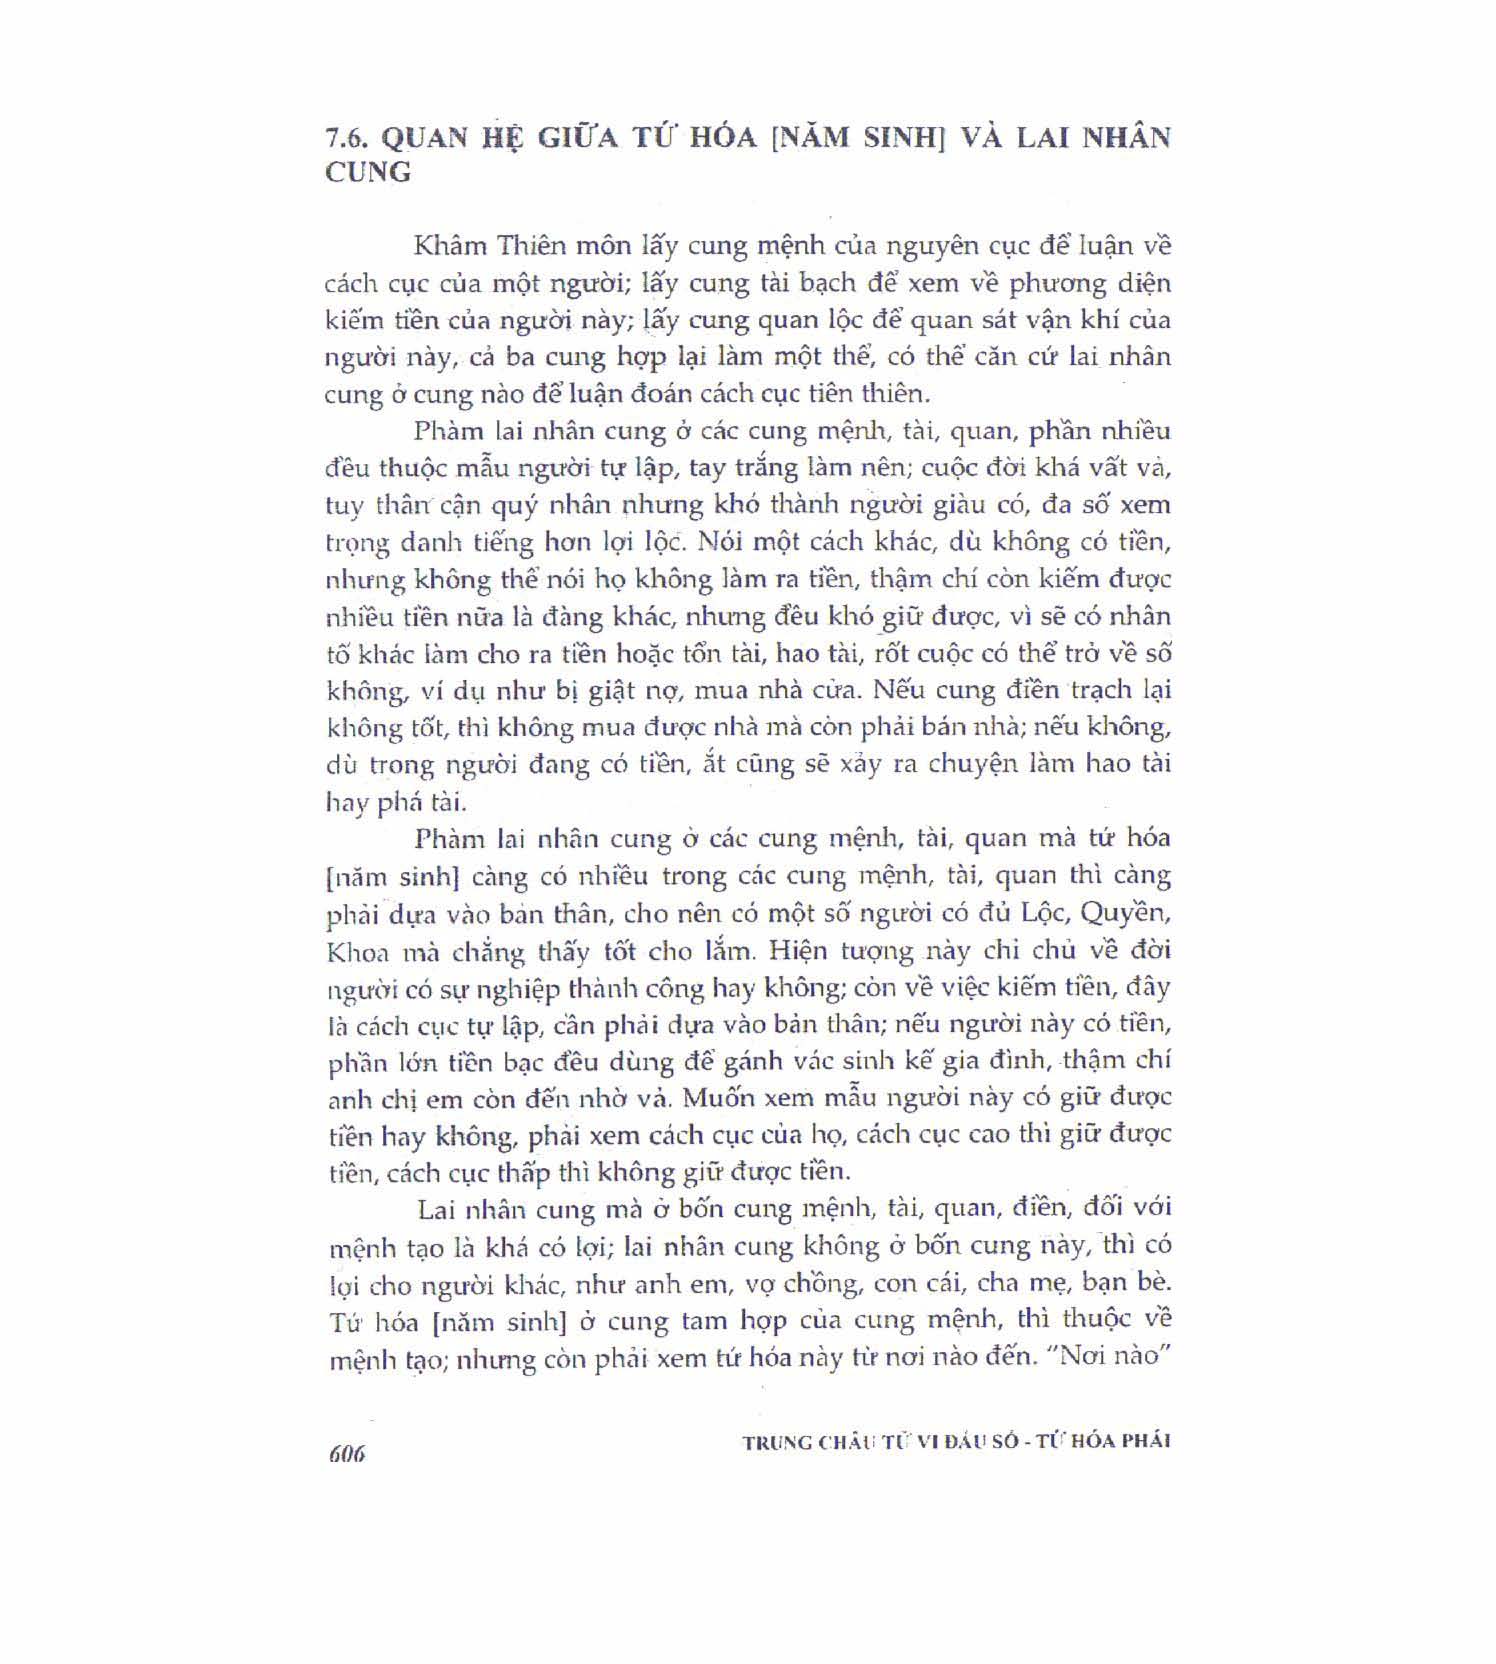 7.6. QUAN HỆ GIỮA TỨ HÓA [NĂM SINH] VÀ LAI NHÂN
CUNG
Khâm Thiên môn lấy cung mệnh của nguyên cục để luận về
cách cục của một người; lấy cung tài bạch để xem về phương diện
kiếm tiền của người này; lấy cung quan lộc để quan sát vận khí của
người này, cả ba cung hợp lại làm một thể, có thể căn cứ lai nhân
cung ở cung nào để luận đoán cách cục tiên thiên.
Phàm lai nhân cung ở các cung mệnh, tài, quan, phần nhiều
đều thuộc mẫu người tự lập, tay trắng làm nên; cuộc đời khá vất vả,
tuy thân cận quý nhân nhưng khó thành người giàu có, đa số xem
trọng danh tiếng hơn lợi lộc. Nói một cách khác, dù không có tiền,
nhưng không thể nói họ không làm ra tiền, thậm chí còn kiếm được
nhiều tiền nữa là đàng khác, nhưng đều khó giữ được, vì sẽ có nhân
tố khác làm cho ra tiền hoặc tổn tài, hao tài, rốt cuộc có thể trở về số
không, ví dụ như bị giật nợ, mua nhà cửa. Nếu cung điền trạch lại
không tốt, thì không mua được nhà mà còn phải bán nhà; nếu không,
dù trong người đang có tiền, ắt cũng sẽ xảy ra chuyện làm hao tài
hay phá tài.
Phàm lai nhân cung ở các cung mệnh, tài, quan mà tứ hóa
[năm sinh] càng có nhiều trong các cung mệnh, tài, quan thì càng
phải dựa vào bản thân, cho nên có một số người có đủ Lộc, Quyền,
Khoa mà chẳng thấy tốt cho lắm. Hiện tượng này chỉ chủ về đời
người có sự nghiệp thành công hay không; còn về việc kiếm tiền, đây
là cách cục tự lập, cần phải dựa vào bản thân; nếu người này có tiền,
phần lớn tiền bạc đều dùng để gánh vác sinh kế gia đình, thậm chí
anh chị em còn đến nhờ vả. Muốn xem mẫu người này có giữ được
tiền hay không, phải xem cách cục của họ, cách cục cao thì giữ được
tiền, cách cục thấp thì không giữ được tiền.
Lai nhân cung mà ở bốn cung mệnh, tài, quan, điền, đối với
mệnh tạo là khá có lợi; lai nhân cung không ở bốn cung này, thì có
lợi cho người khác, như anh em, vợ chồng, con cái, cha mẹ, bạn bè.
Tứ hóa [năm sinh] ở cung tam hợp của cung mệnh, thì thuộc về
mệnh tạo; nhưng còn phải xem tứ hóa này từ nơi nào đến. "Nơi nào"
606
TRUNG CHÂU TỬ VI ĐẨU SỐ - TỨ HÓA PHÁI